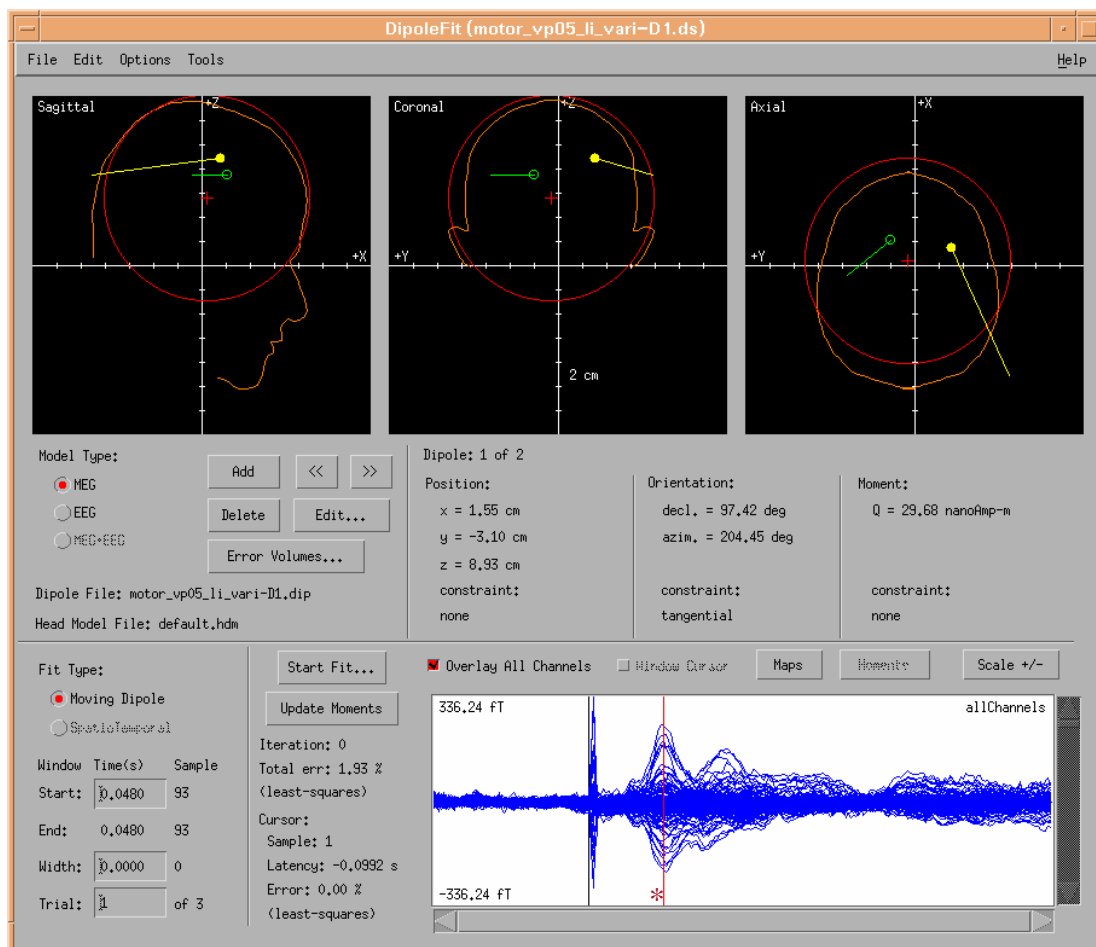 DipoleFit (motor_vp05_li_vari-D1.ds)
File Edit Options Tools Help
Sagittal +Z +X
Coronal +Z +Y 2 cm
Axial +X +Y
Model Type:
MEG
EEG
MEG+EEG
Add << >>
Delete Edit...
Error Volumes...
Dipole File: motor_vp05_li_vari-D1.dip
Head Model File: default.hdm
Dipole: 1 of 2
Position:
x = 1.55 cm
y = -3.10 cm
z = 8.93 cm
constraint:
none
Orientation:
decl. = 97.42 deg
azim. = 204.45 deg
constraint:
tangential
Moment:
Q = 29.68 nanoAmp-m
constraint:
none
Fit Type:
Moving Dipole
SpatioTemporal
Window Time(s) Sample
Start: 0.0480 93
End: 0.0480 93
Width: 0.0000 0
Trial: 1 of 3
Start Fit...
Update Moments
Iteration: 0
Total err: 1.93 %
(least-squares)
Cursor:
Sample: 1
Latency: -0.0992 s
Error: 0.00 %
(least-squares)
Overlay All Channels Window Cursor Maps Moments Scale +/-
336.24 fT allChannels
-336.24 fT *